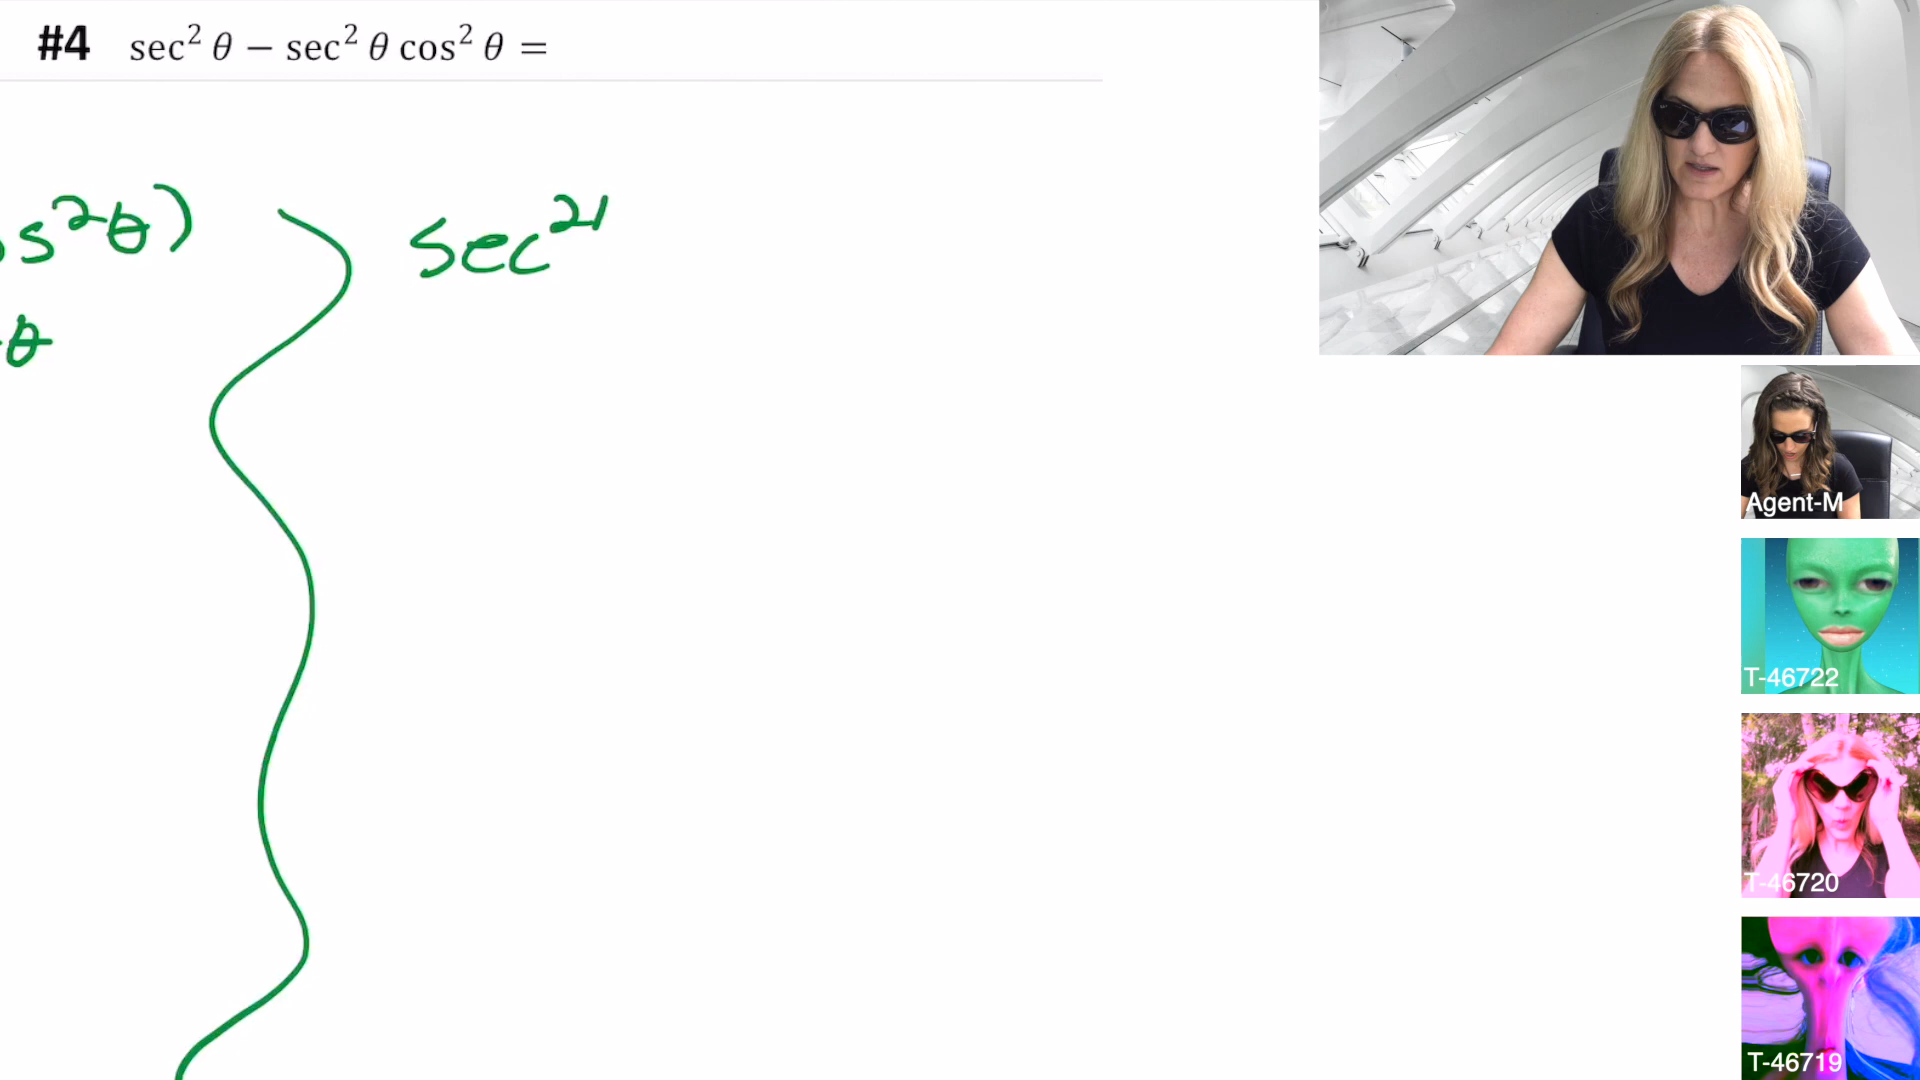 #4 sec² θ − sec² θ cos² θ =
s²θ)
θ
sec²
Agent-M
T-46722
T-46720
T-46719